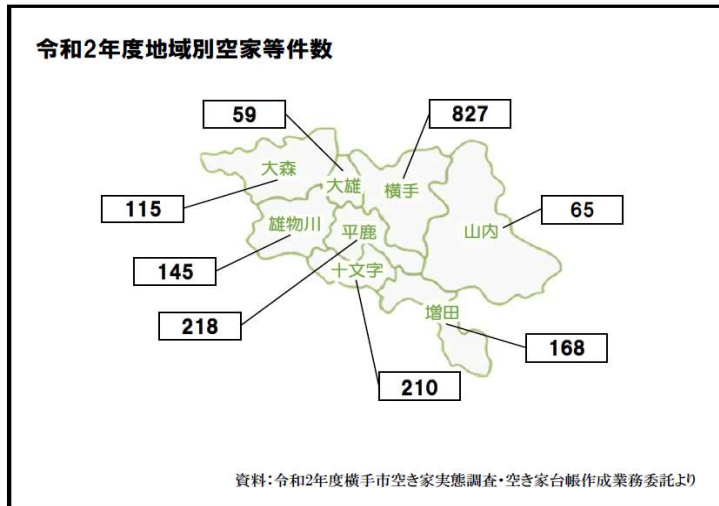 令和2年度地域別空家等件数
59
827
大森
大雄
横手
115
65
雄物川
平鹿
山内
145
十文字
218
増田
168
210
資料:令和2年度横手市空き家実態調査・空き家台帳作成業務委託より